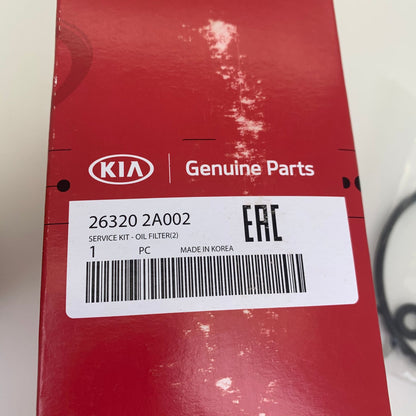 KIA
Genuine Parts
26320 2A002
SERVICE KIT - OIL FILTER(2)
1 PC MADE IN KOREA
EAC